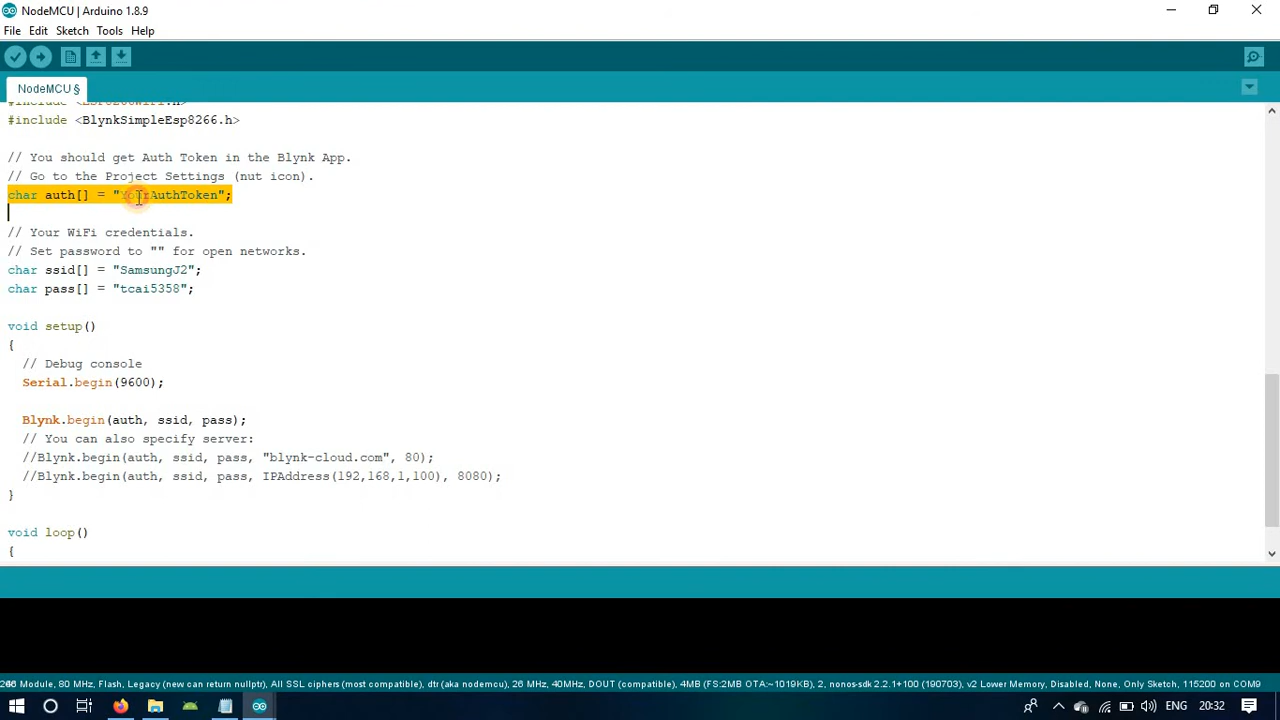 NodeMCU | Arduino 1.8.9
File Edit Sketch Tools Help
NodeMCU §
#include <ESP8266WiFi.h>
#include <BlynkSimpleEsp8266.h>
// You should get Auth Token in the Blynk App.
// Go to the Project Settings (nut icon).
char auth[] = "YourAuthToken";
// Your WiFi credentials.
// Set password to "" for open networks.
char ssid[] = "SamsungJ2";
char pass[] = "tcai5358";
void setup()
{
// Debug console
Serial.begin(9600);
Blynk.begin(auth, ssid, pass);
// You can also specify server:
//Blynk.begin(auth, ssid, pass, "blynk-cloud.com", 80);
//Blynk.begin(auth, ssid, pass, IPAddress(192,168,1,100), 8080);
}
void loop()
{
Module, 80 MHz, Flash, Legacy (new can return nullptr), All SSL ciphers (most compatible), dtr (aka nodemcu), 26 MHz, 40MHz, DOUT (compatible), 4MB (FS:2MB OTA:~1019KB), 2, nonos-sdk 2.2.1+100 (190703), v2 Lower Memory, Disabled, None, Only Sketch, 115200 on COM9
ENG 20:32